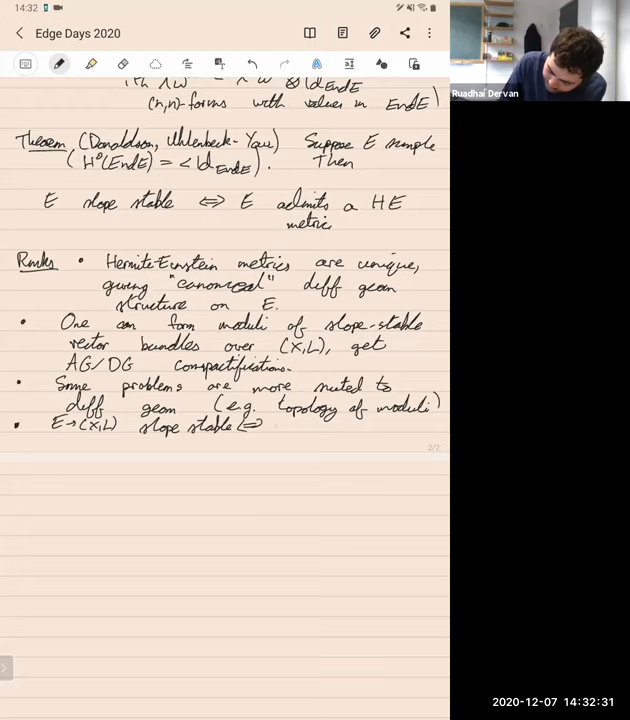 14:32
Edge Days 2020
Ruadhaí Dervan
(n,n)-forms with values in EndE)
Theorem (Donaldson, Uhlenbeck-Yau) Suppose E simple
(H⁰(EndE) = <Id_EndE>). Then
E slope stable ⟺ E admits a HE
metric
Rmks • Hermite Einstein metrics are unique,
giving "canonical" diff geom
structure on E.
• One can form moduli of slope-stable
vector bundles over (X,L), get
AG/DG compactifications.
• Some problems are more suited to
diff geom (e.g. topology of moduli)
• E→(X,L) slope stable ⟺
2/2
2020-12-07 14:32:31